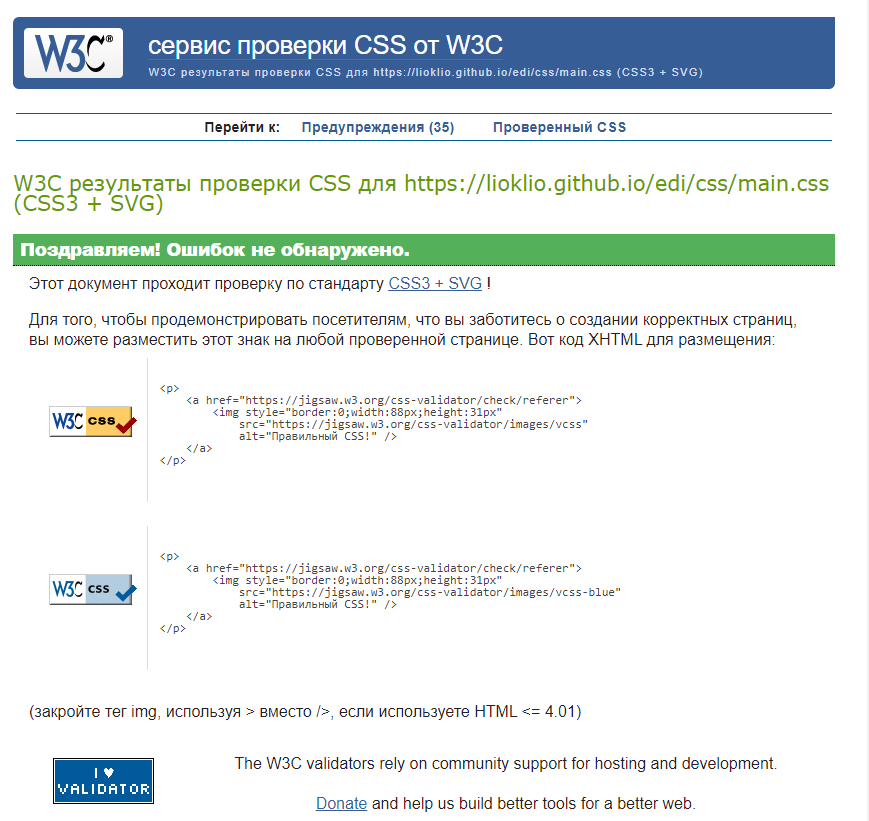 W3C®
сервис проверки CSS от W3C
W3C результаты проверки CSS для https://lioklio.github.io/edi/css/main.css (CSS3 + SVG)
Перейти к: Предупреждения (35) Проверенный CSS
W3C результаты проверки CSS для https://lioklio.github.io/edi/css/main.css
(CSS3 + SVG)
Поздравляем! Ошибок не обнаружено.
Этот документ проходит проверку по стандарту CSS3 + SVG !
Для того, чтобы продемонстрировать посетителям, что вы заботитесь о создании корректных страниц,
вы можете разместить этот знак на любой проверенной странице. Вот код XHTML для размещения:
W3C css
<p>
<a href="https://jigsaw.w3.org/css-validator/check/referer">
<img style="border:0;width:88px;height:31px"
src="https://jigsaw.w3.org/css-validator/images/vcss"
alt="Правильный CSS!" />
</a>
</p>
W3C css
<p>
<a href="https://jigsaw.w3.org/css-validator/check/referer">
<img style="border:0;width:88px;height:31px"
src="https://jigsaw.w3.org/css-validator/images/vcss-blue"
alt="Правильный CSS!" />
</a>
</p>
(закройте тег img, используя > вместо />, если используете HTML <= 4.01)
I ♥
VALIDATOR
The W3C validators rely on community support for hosting and development.
Donate and help us build better tools for a better web.